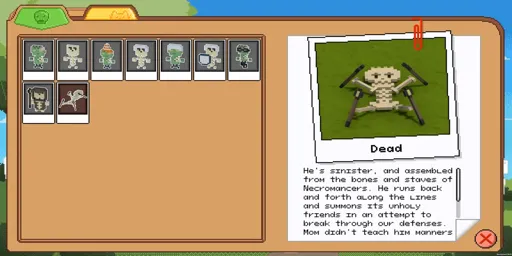 Dead
He's sinister, and assembled
from the bones and staves of
Necromancers. He runs back
and forth along the lines
and summons its unholy
friends in an attempt to
break through our defenses.
Mom didn't teach him manners